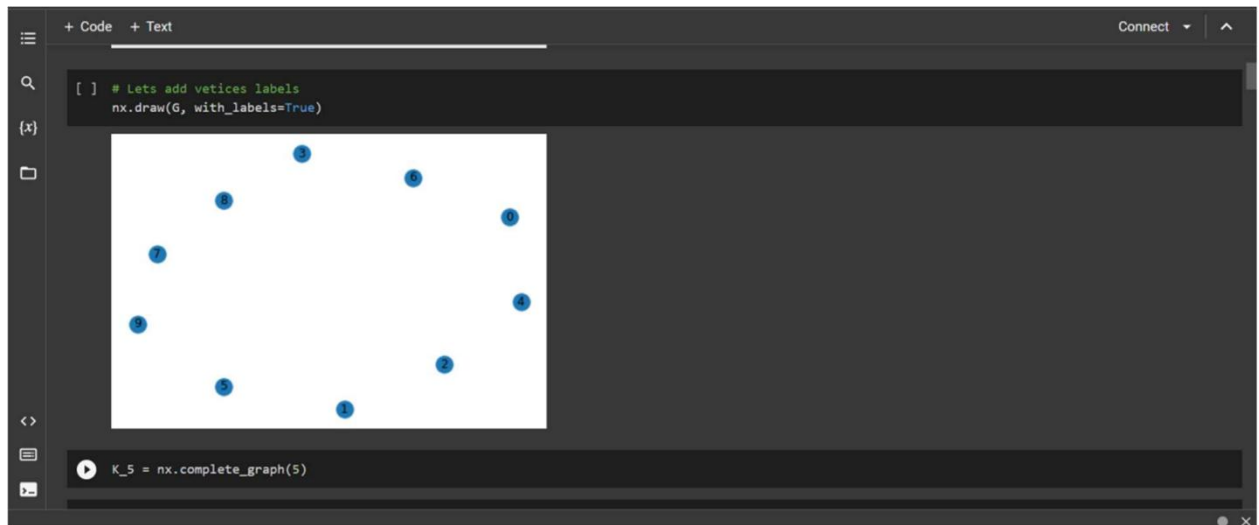 + Code + Text
Connect
[ ] # Lets add vetices labels
nx.draw(G, with_labels=True)
{x}
3
6
8
0
7
4
9
2
5
1
<>
K_5 = nx.complete_graph(5)